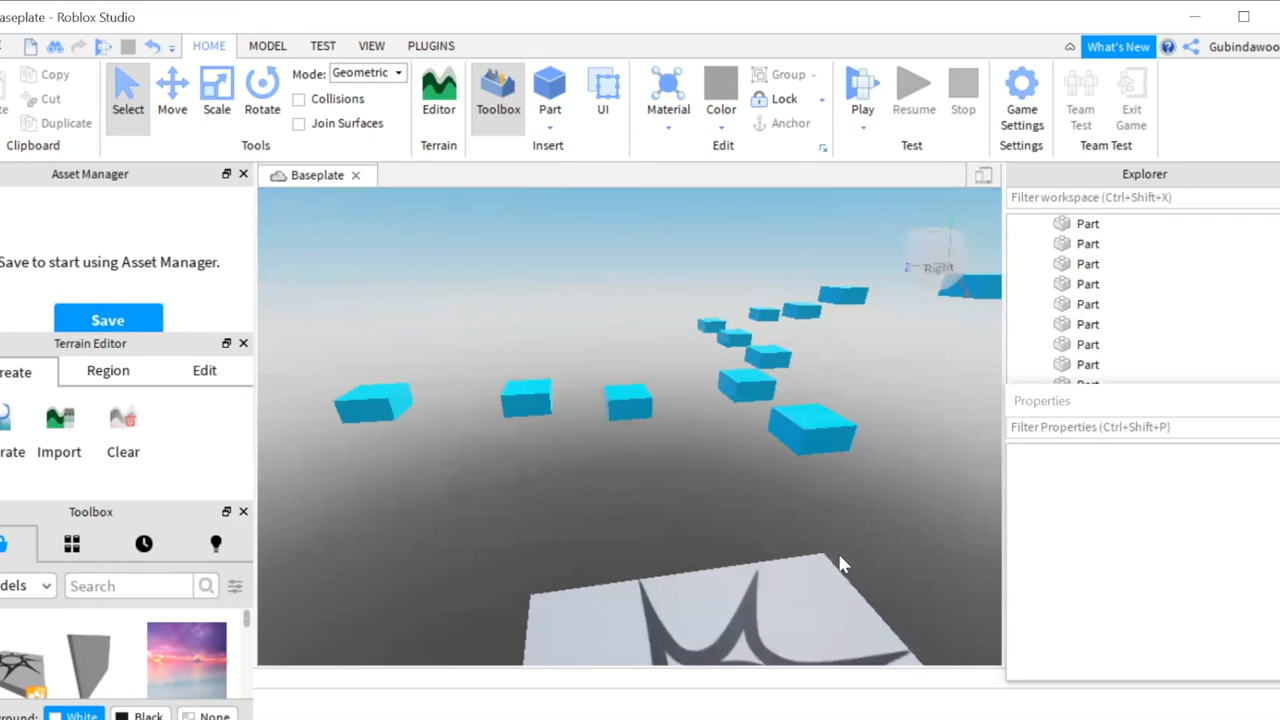 aseplate - Roblox Studio
HOME MODEL TEST VIEW PLUGINS
What's New
Gubindawoo
Copy
Cut
Duplicate
Clipboard
Select
Move
Scale
Rotate
Mode: Geometric
Collisions
Join Surfaces
Tools
Editor
Terrain
Toolbox
Part
UI
Insert
Material
Color
Group
Lock
Anchor
Edit
Play
Resume
Stop
Test
Game
Settings
Settings
Team
Test
Exit
Game
Team Test
Asset Manager
Save to start using Asset Manager.
Save
Terrain Editor
reate Region Edit
rate Import Clear
Toolbox
dels Search
round: White Black None
Baseplate
Right
Z
Explorer
Filter workspace (Ctrl+Shift+X)
Part
Part
Part
Part
Part
Part
Part
Part
Properties
Filter Properties (Ctrl+Shift+P)